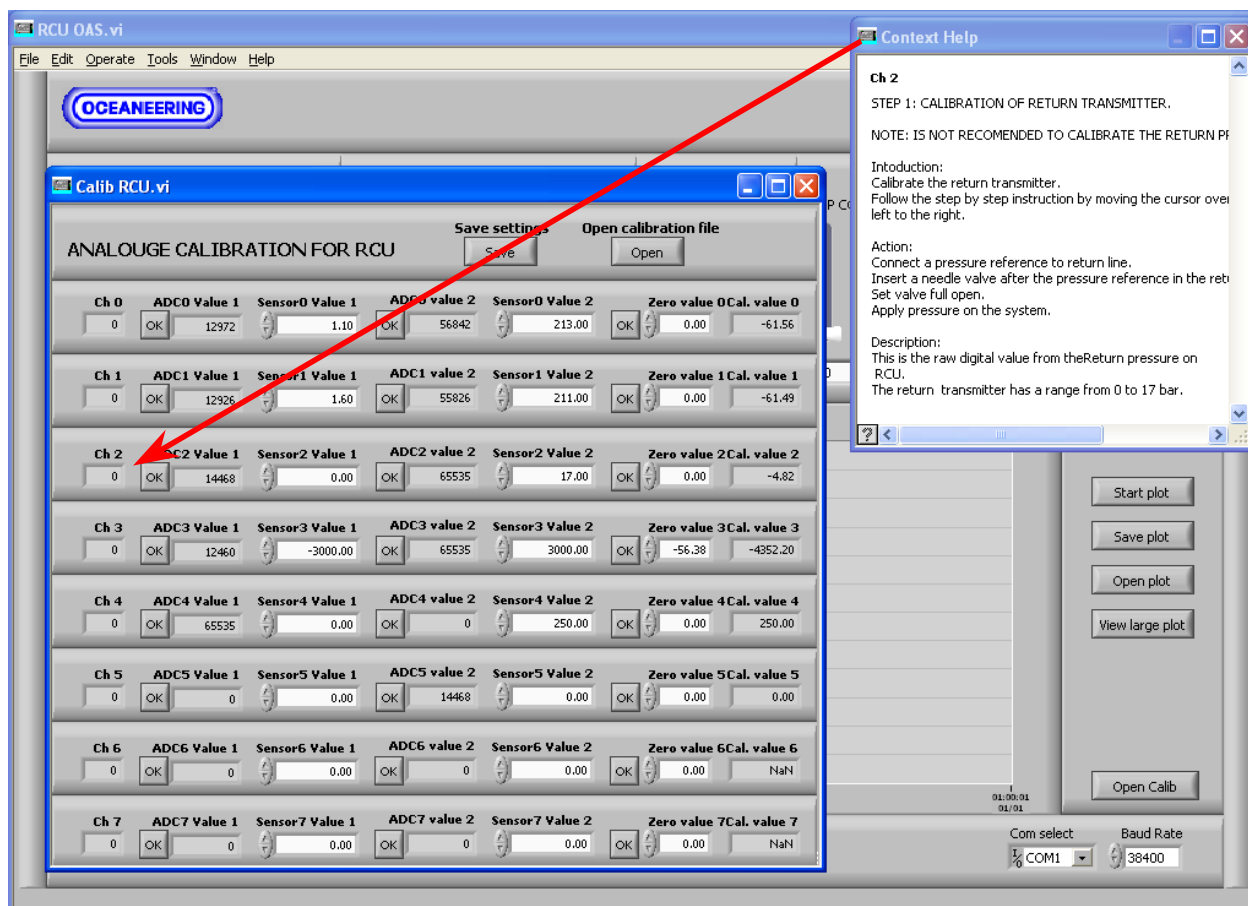 RCU OAS.vi
File Edit Operate Tools Window Help
OCEANEERING
Calib RCU.vi
ANALOUGE CALIBRATION FOR RCU
Save settings Open calibration file
Save Open
Ch 0 ADC0 Value 1 Sensor0 Value 1 ADC0 value 2 Sensor0 Value 2 Zero value 0 Cal. value 0
0 OK 12972 1.10 OK 56842 213.00 OK 0.00 -61.56
Ch 1 ADC1 Value 1 Sensor1 Value 1 ADC1 value 2 Sensor1 Value 2 Zero value 1 Cal. value 1
0 OK 12926 1.60 OK 55826 211.00 OK 0.00 -61.49
Ch 2 ADC2 Value 1 Sensor2 Value 1 ADC2 value 2 Sensor2 Value 2 Zero value 2 Cal. value 2
0 OK 14468 0.00 OK 65535 17.00 OK 0.00 -4.82
Ch 3 ADC3 Value 1 Sensor3 Value 1 ADC3 value 2 Sensor3 Value 2 Zero value 3 Cal. value 3
0 OK 12460 -3000.00 OK 65535 3000.00 OK -56.38 -4352.20
Ch 4 ADC4 Value 1 Sensor4 Value 1 ADC4 value 2 Sensor4 Value 2 Zero value 4 Cal. value 4
0 OK 65535 0.00 OK 0 250.00 OK 0.00 250.00
Ch 5 ADC5 Value 1 Sensor5 Value 1 ADC5 value 2 Sensor5 Value 2 Zero value 5 Cal. value 5
0 OK 0 0.00 OK 14468 0.00 OK 0.00 0.00
Ch 6 ADC6 Value 1 Sensor6 Value 1 ADC6 value 2 Sensor6 Value 2 Zero value 6 Cal. value 6
0 OK 0 0.00 OK 0 0.00 OK 0.00 NaN
Ch 7 ADC7 Value 1 Sensor7 Value 1 ADC7 value 2 Sensor7 Value 2 Zero value 7 Cal. value 7
0 OK 0 0.00 OK 0 0.00 OK 0.00 NaN
Context Help
Ch 2
STEP 1: CALIBRATION OF RETURN TRANSMITTER.
NOTE: IS NOT RECOMENDED TO CALIBRATE THE RETURN
Intoduction:
Calibrate the return transmitter.
Follow the step by step instruction by moving the cursor over
left to the right.
Action:
Connect a pressure reference to return line.
Insert a needle valve after the pressure reference in the
Set valve full open.
Apply pressure on the system.
Description:
This is the raw digital value from theReturn pressure on
RCU.
The return transmitter has a range from 0 to 17 bar.
Start plot
Save plot
Open plot
View large plot
Open Calib
01:00:01
01/01
Com select Baud Rate
COM1 38400